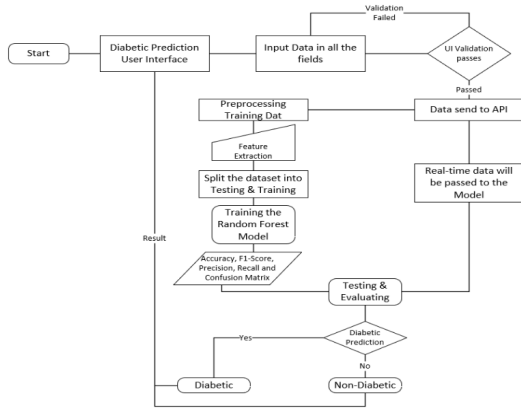 Validation
Failed
Start
Diabetic Prediction
User Interface
Input Data in all the
fields
UI Validation
passes
Passed
Preprocessing
Training Dat
Data send to API
Feature
Extraction
Split the dataset into
Testing & Training
Real-time data will
be passed to the
Model
Training the
Random Forest
Model
Result
Accuracy, F1-Score,
Precision, Recall and
Confusion Matrix
Testing &
Evaluating
Diabetic
Prediction
Yes
No
Diabetic
Non-Diabetic